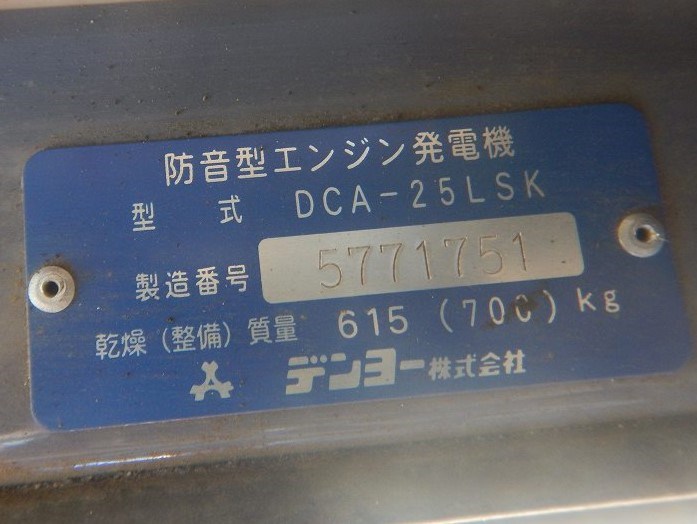 防音型エンジン発電機
型 式 DCA-25LSK
製造番号 5771751
乾燥(整備)質量 615 (700) kg
デンヨー株式会社